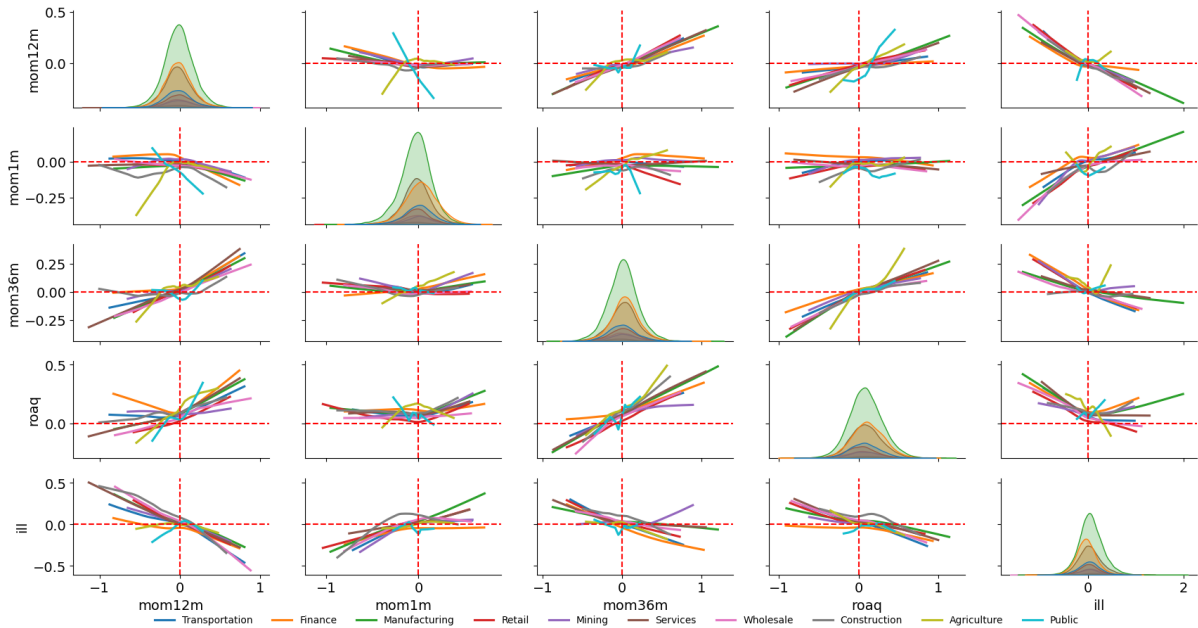 mom12m
0.5
0.0
mom1m
0.00
−0.25
mom36m
0.25
0.00
−0.25
roaq
0.5
0.0
ill
0.5
0.0
−0.5
−1 0 1 −1 0 1 −1 0 1 −1 0 1 0 2
mom12m mom1m mom36m roaq ill
Transportation Finance Manufacturing Retail Mining Services Wholesale Construction Agriculture Public